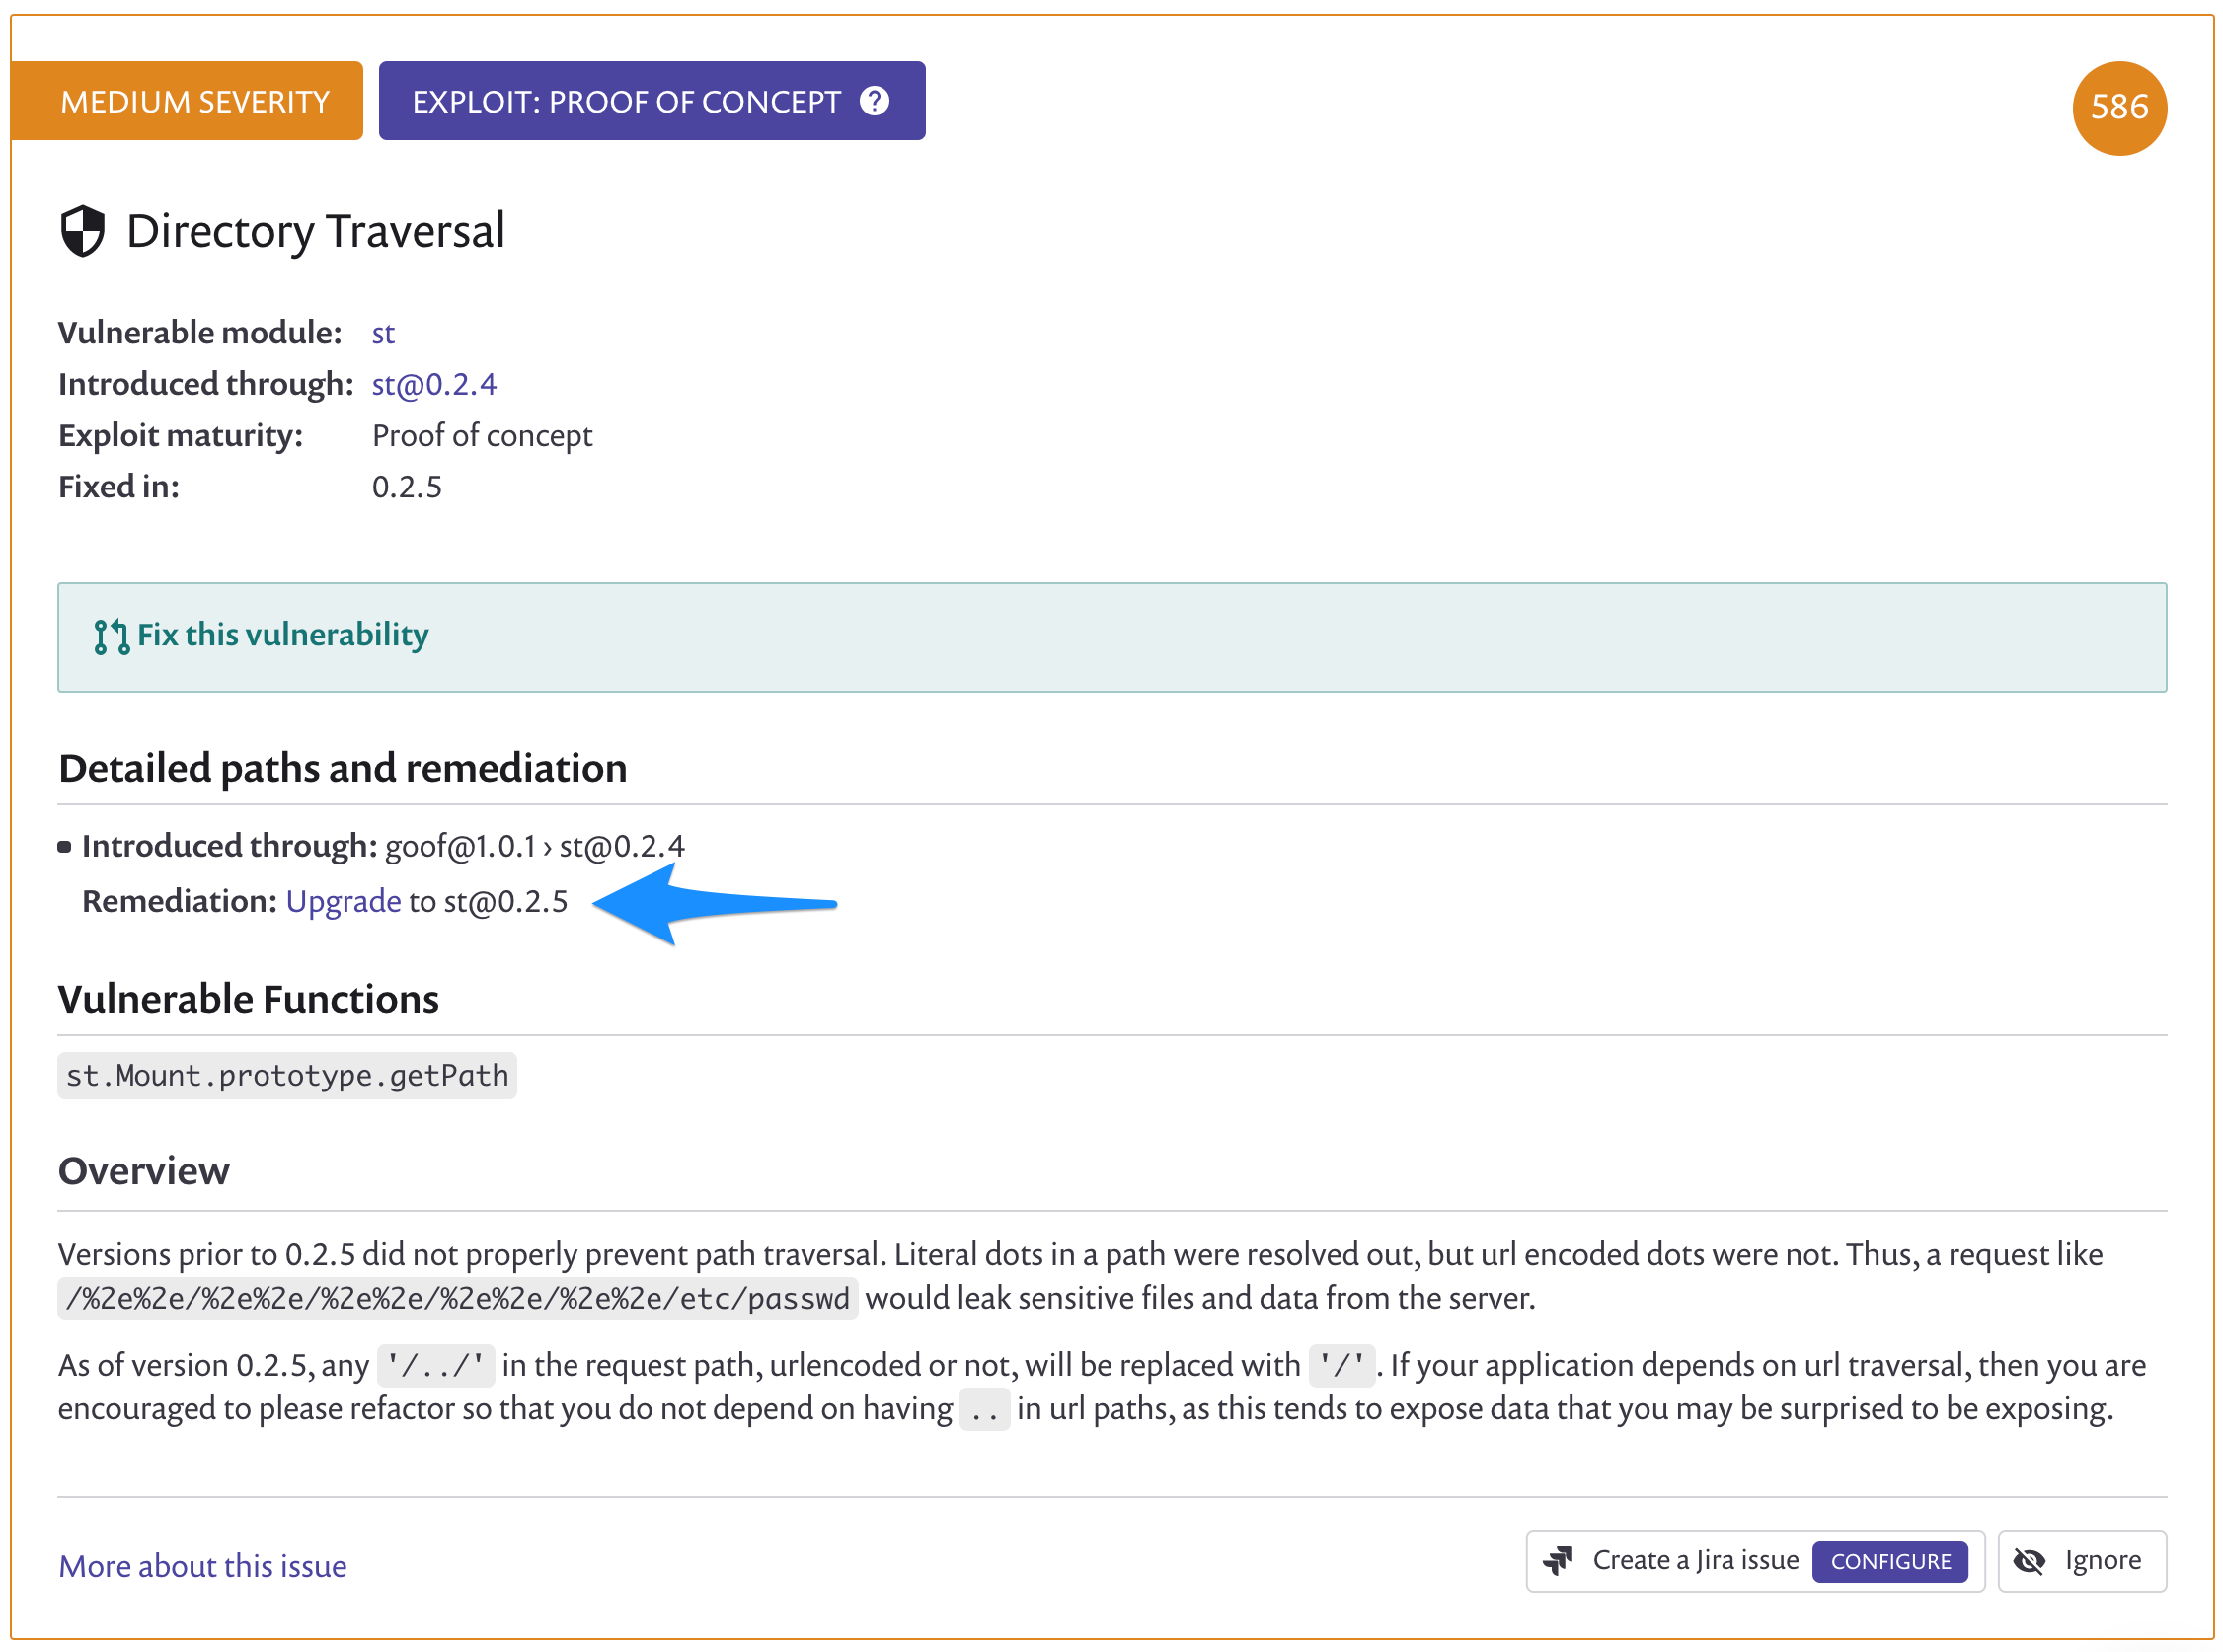 MEDIUM SEVERITY
EXPLOIT: PROOF OF CONCEPT ?
586
Directory Traversal
Vulnerable module: st
Introduced through: st@0.2.4
Exploit maturity: Proof of concept
Fixed in: 0.2.5
Fix this vulnerability
Detailed paths and remediation
Introduced through: goof@1.0.1 › st@0.2.4
Remediation: Upgrade to st@0.2.5
Vulnerable Functions
st.Mount.prototype.getPath
Overview
Versions prior to 0.2.5 did not properly prevent path traversal. Literal dots in a path were resolved out, but url encoded dots were not. Thus, a request like
/%2e%2e/%2e%2e/%2e%2e/%2e%2e/%2e%2e/etc/passwd would leak sensitive files and data from the server.
As of version 0.2.5, any '/../' in the request path, urlencoded or not, will be replaced with '/'. If your application depends on url traversal, then you are
encouraged to please refactor so that you do not depend on having .. in url paths, as this tends to expose data that you may be surprised to be exposing.
More about this issue
Create a Jira issue CONFIGURE
Ignore